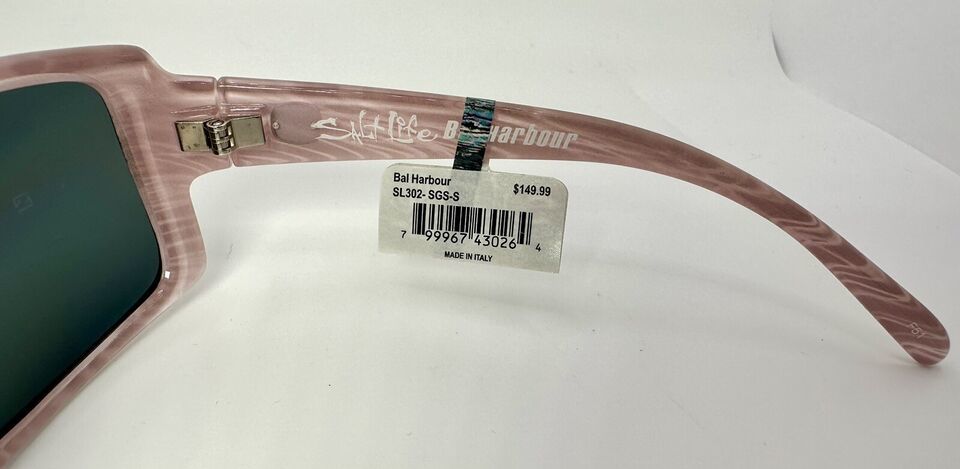 Salt Life Bal Harbour
Bal Harbour $149.99
SL302- SGS-S
7 99967 43026 4
MADE IN ITALY